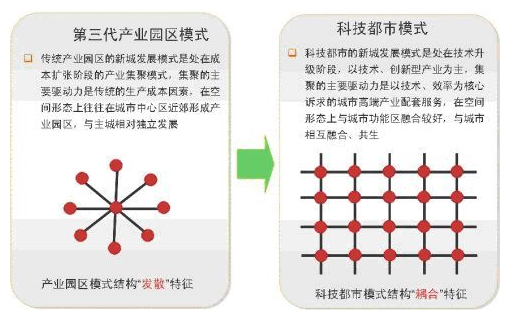 第三代产业园区模式
传统产业园区的新城发展模式是处在成
本扩张阶段的产业集聚模式，集聚的主
要驱动力是传统的生产成本因素，在空
间形态上往往在城市中心区近郊形成产
业园区，与主城相对独立发展
产业园区模式结构“发散”特征
科技都市模式
科技都市的新城发展模式是处在技术升
级阶段，以技术、创新型产业为主，集
聚的主要驱动力是以技术、效率为核心
诉求的城市高端产业配套服务，在空间
形态上与城市功能区融合较好，与城市
相互融合、共生
科技都市模式结构“耦合”特征